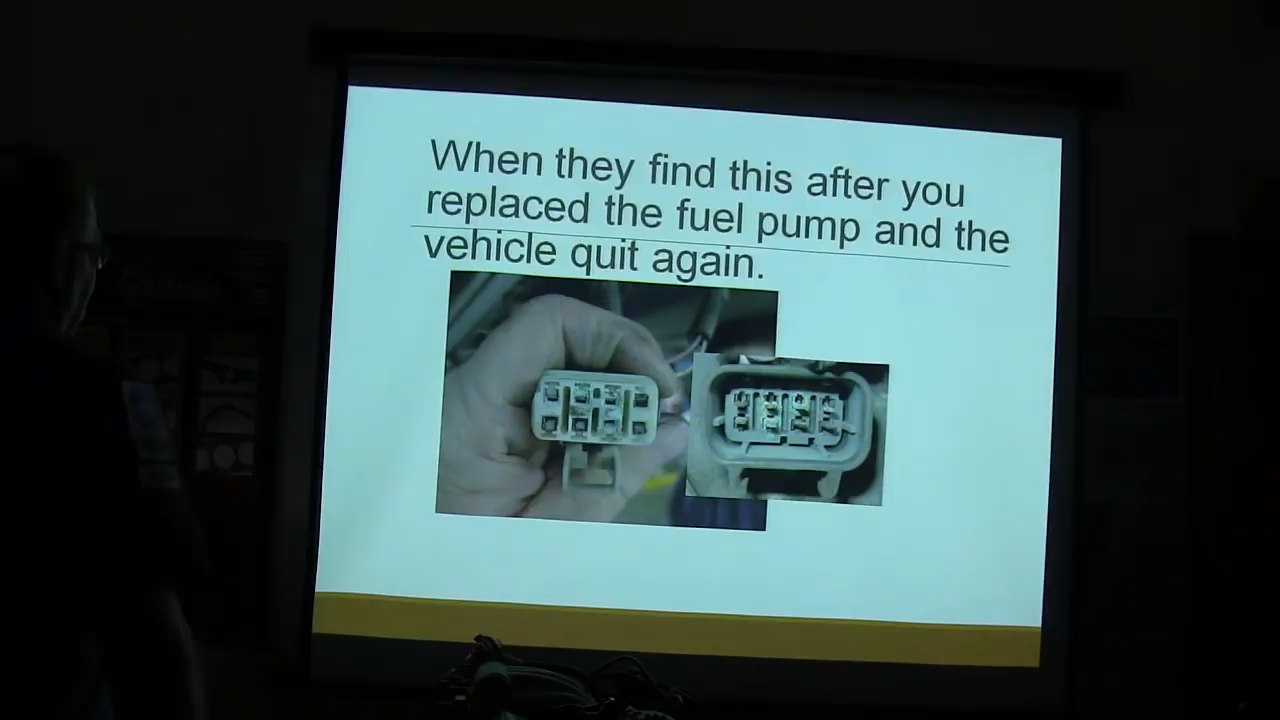 When they find this after you
replaced the fuel pump and the
vehicle quit again.